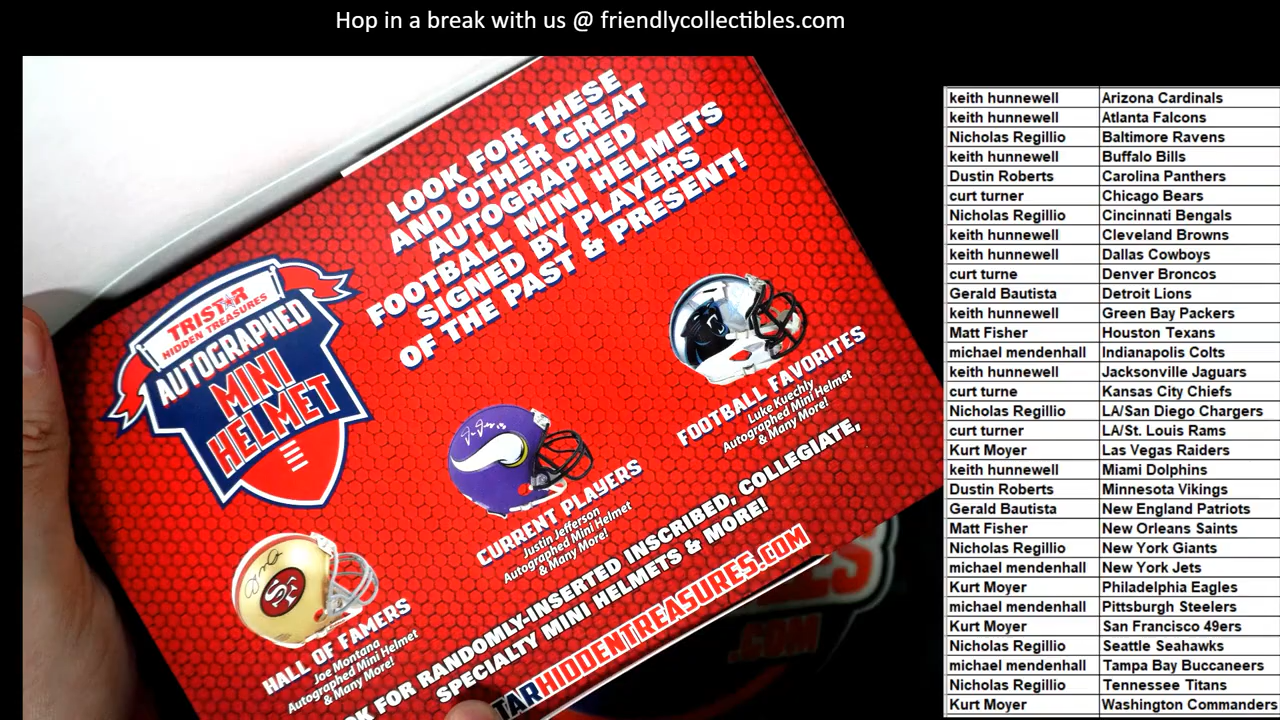 Hop in a break with us @ friendlycollectibles.com
LOOK FOR THESE
AND OTHER GREAT
AUTOGRAPHED
FOOTBALL MINI HELMETS
SIGNED BY PLAYERS
OF THE PAST & PRESENT!
TRISTAR
HIDDEN TREASURES
AUTOGRAPHED
MINI
HELMET
FOOTBALL FAVORITES
Luke Kuechly
Autographed Mini Helmet
& Many More!
CURRENT PLAYERS
Justin Jefferson
Autographed Mini Helmet
& Many More!
HALL OF FAMERS
Joe Montana
Autographed Mini Helmet
& Many More!
FOR RANDOMLY-INSERTED INSCRIBED, COLLEGIATE,
SPECIALTY MINI HELMETS & MORE!
TARHIDDENTREASURES.COM
.COM
keith hunnewell Arizona Cardinals
keith hunnewell Atlanta Falcons
Nicholas Regillio Baltimore Ravens
keith hunnewell Buffalo Bills
Dustin Roberts Carolina Panthers
curt turner Chicago Bears
Nicholas Regillio Cincinnati Bengals
keith hunnewell Cleveland Browns
keith hunnewell Dallas Cowboys
curt turne Denver Broncos
Gerald Bautista Detroit Lions
keith hunnewell Green Bay Packers
Matt Fisher Houston Texans
michael mendenhall Indianapolis Colts
keith hunnewell Jacksonville Jaguars
curt turne Kansas City Chiefs
Nicholas Regillio LA/San Diego Chargers
curt turner LA/St. Louis Rams
Kurt Moyer Las Vegas Raiders
keith hunnewell Miami Dolphins
Dustin Roberts Minnesota Vikings
Gerald Bautista New England Patriots
Matt Fisher New Orleans Saints
Nicholas Regillio New York Giants
michael mendenhall New York Jets
Kurt Moyer Philadelphia Eagles
michael mendenhall Pittsburgh Steelers
Kurt Moyer San Francisco 49ers
Nicholas Regillio Seattle Seahawks
michael mendenhall Tampa Bay Buccaneers
Nicholas Regillio Tennessee Titans
Kurt Moyer Washington Commanders